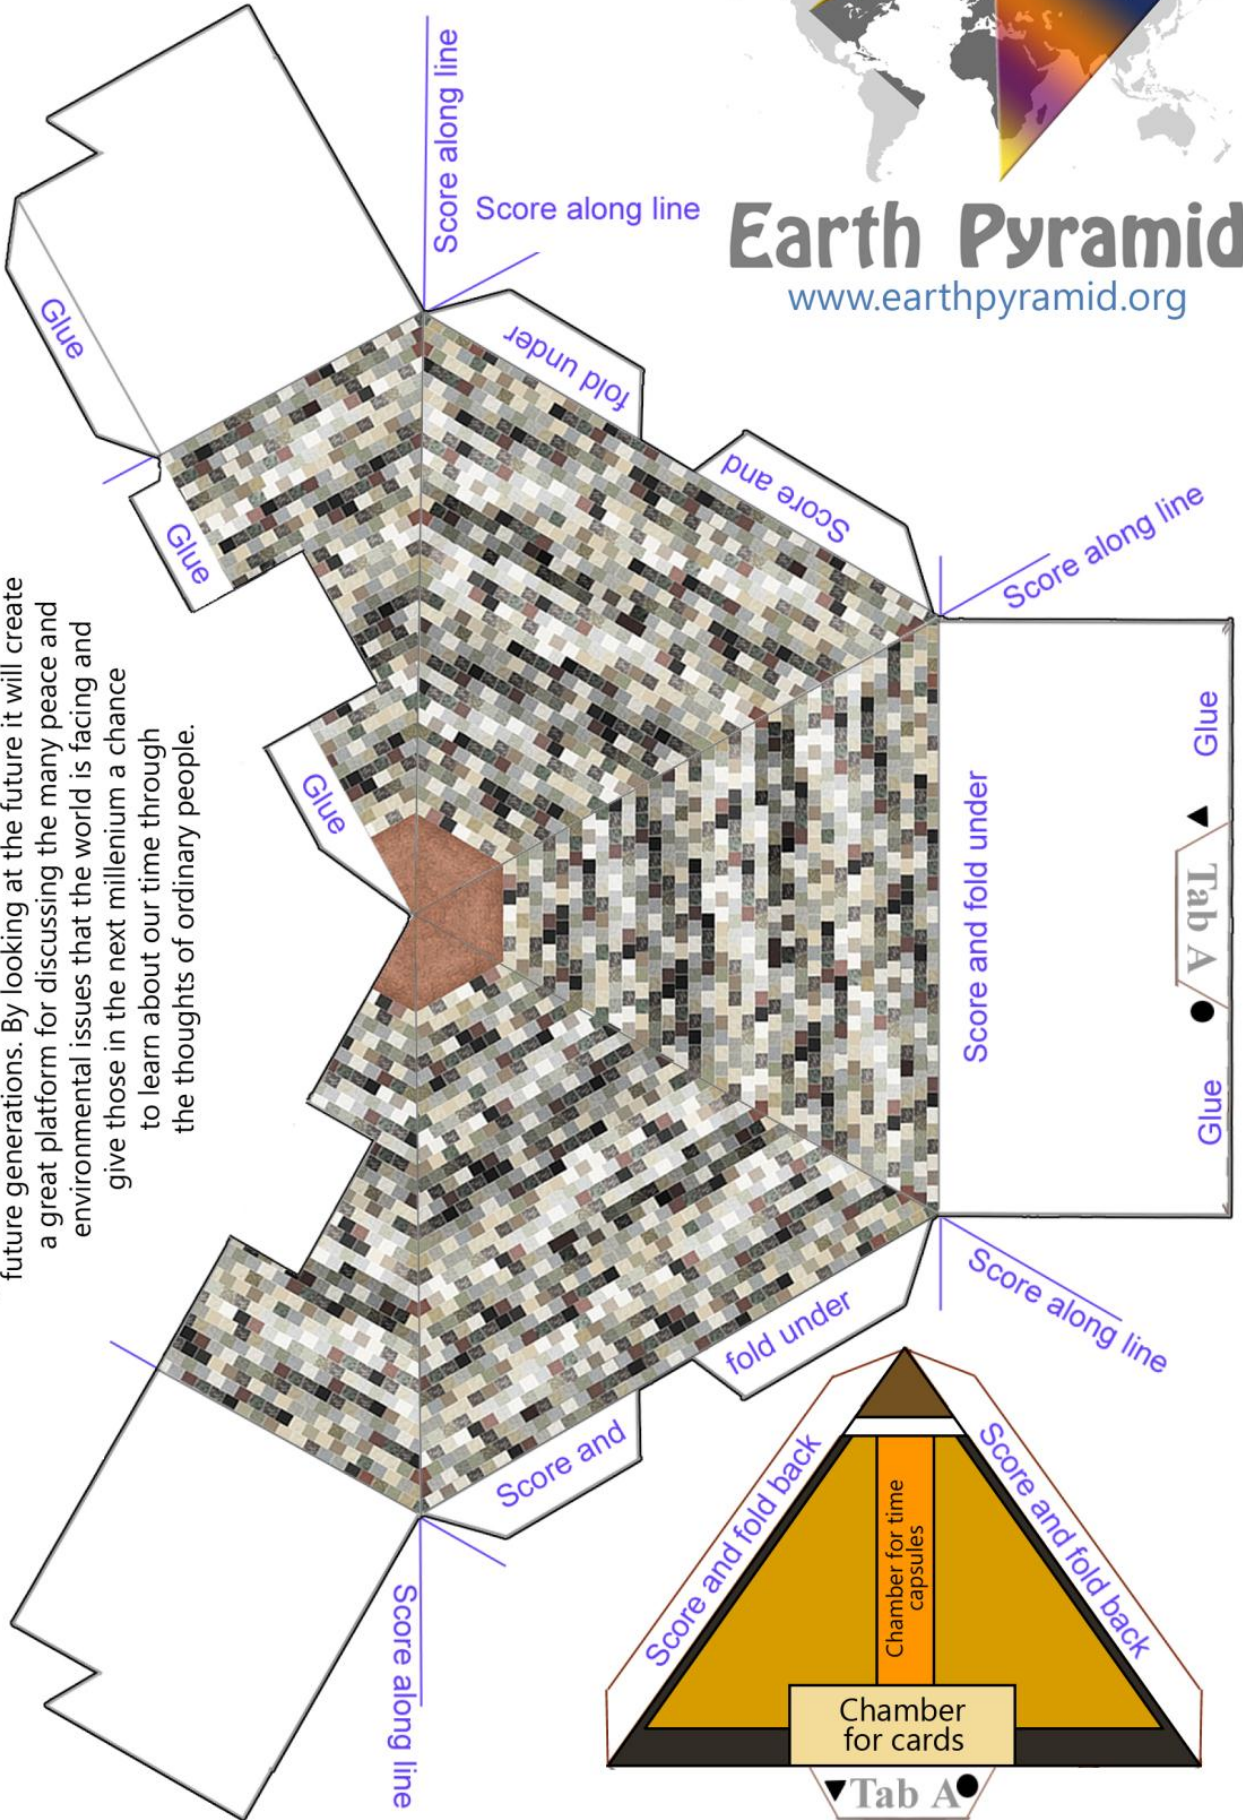 Earth Pyramid
www.earthpyramid.org
Score along line
Score along line
Glue
fold under
Score and
Score along line
Glue
Glue
future generations. By looking at the future it will create
a great platform for discussing the many peace and
environmental issues that the world is facing and
give those in the next millenium a chance
to learn about our time through
the thoughts of ordinary people.
Score and fold under
Glue
Tab A
Glue
Score along line
fold under
Score and
Score along line
Score and fold back
Score and fold back
Chamber for time
capsules
Chamber
for cards
Tab A